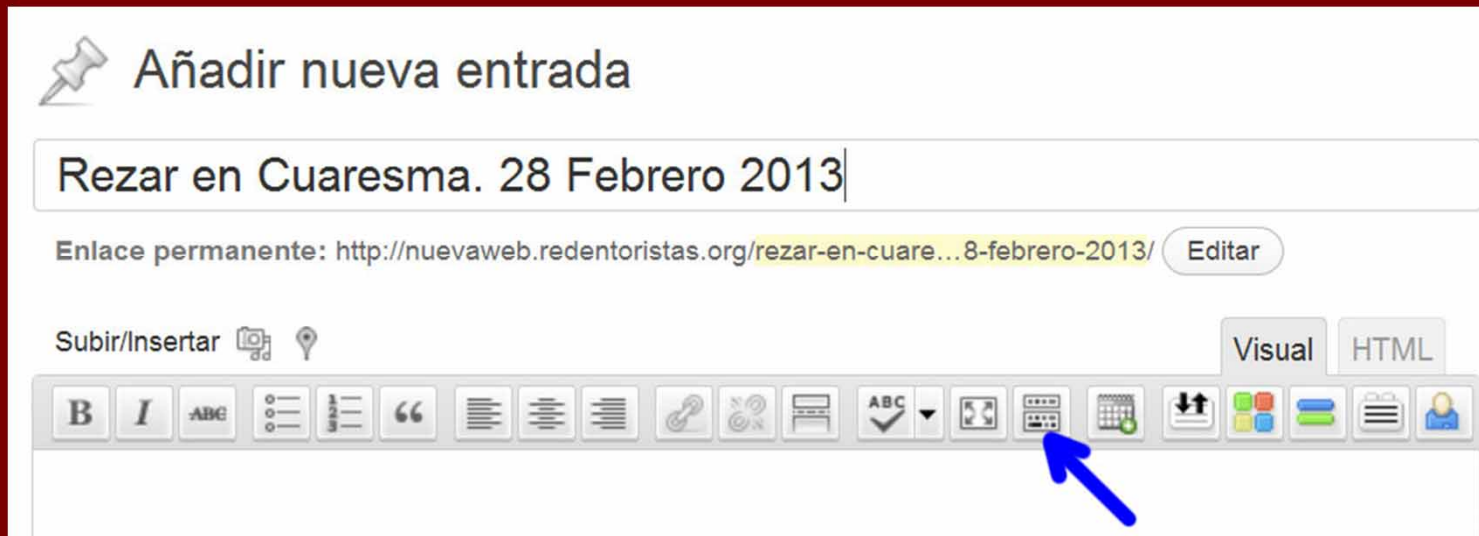 Añadir nueva entrada
Rezar en Cuaresma. 28 Febrero 2013
Enlace permanente: http://nuevaweb.redentoristas.org/rezar-en-cuare...8-febrero-2013/ Editar
Subir/Insertar
Visual HTML
B I ABC ABC